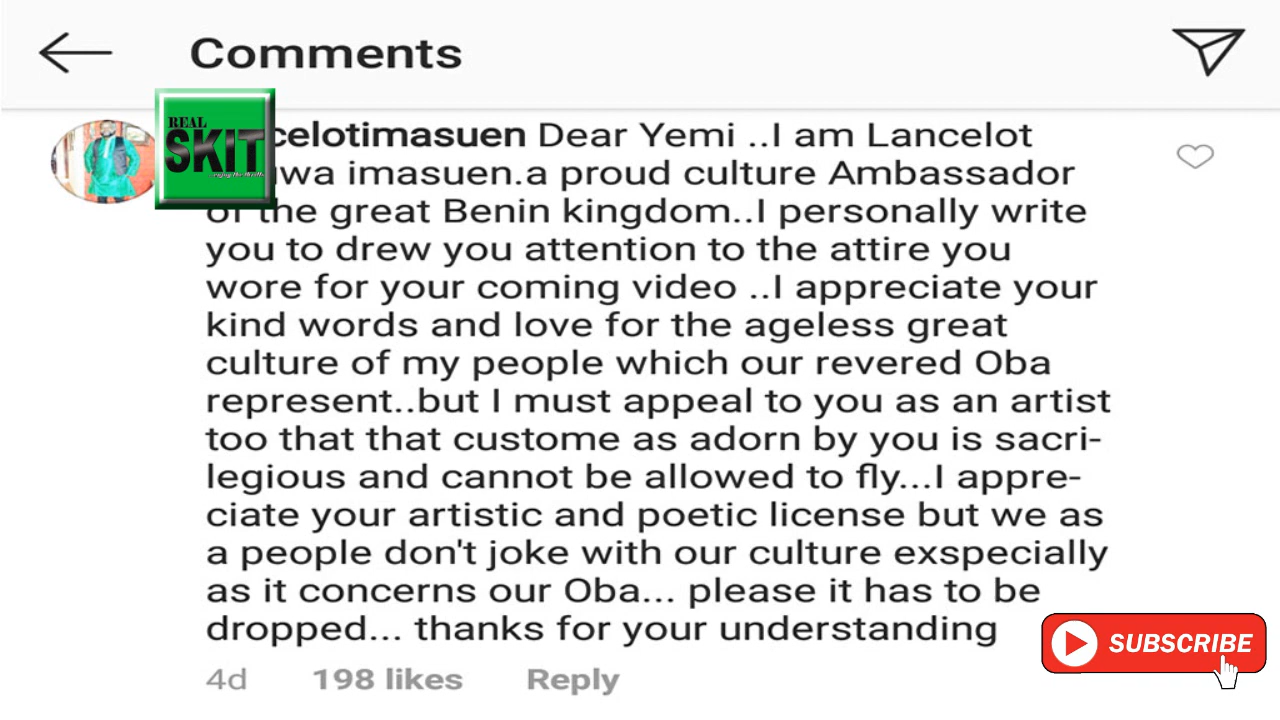 Comments
REAL
SKIT
celotimasuen Dear Yemi ..I am Lancelot
wa imasuen.a proud culture Ambassador
of the great Benin kingdom..I personally write
you to drew you attention to the attire you
wore for your coming video ..I appreciate your
kind words and love for the ageless great
culture of my people which our revered Oba
represent..but I must appeal to you as an artist
too that that custome as adorn by you is sacri-
legious and cannot be allowed to fly...I appre-
ciate your artistic and poetic license but we as
a people don't joke with our culture exspecially
as it concerns our Oba... please it has to be
dropped... thanks for your understanding
4d 198 likes Reply
SUBSCRIBE